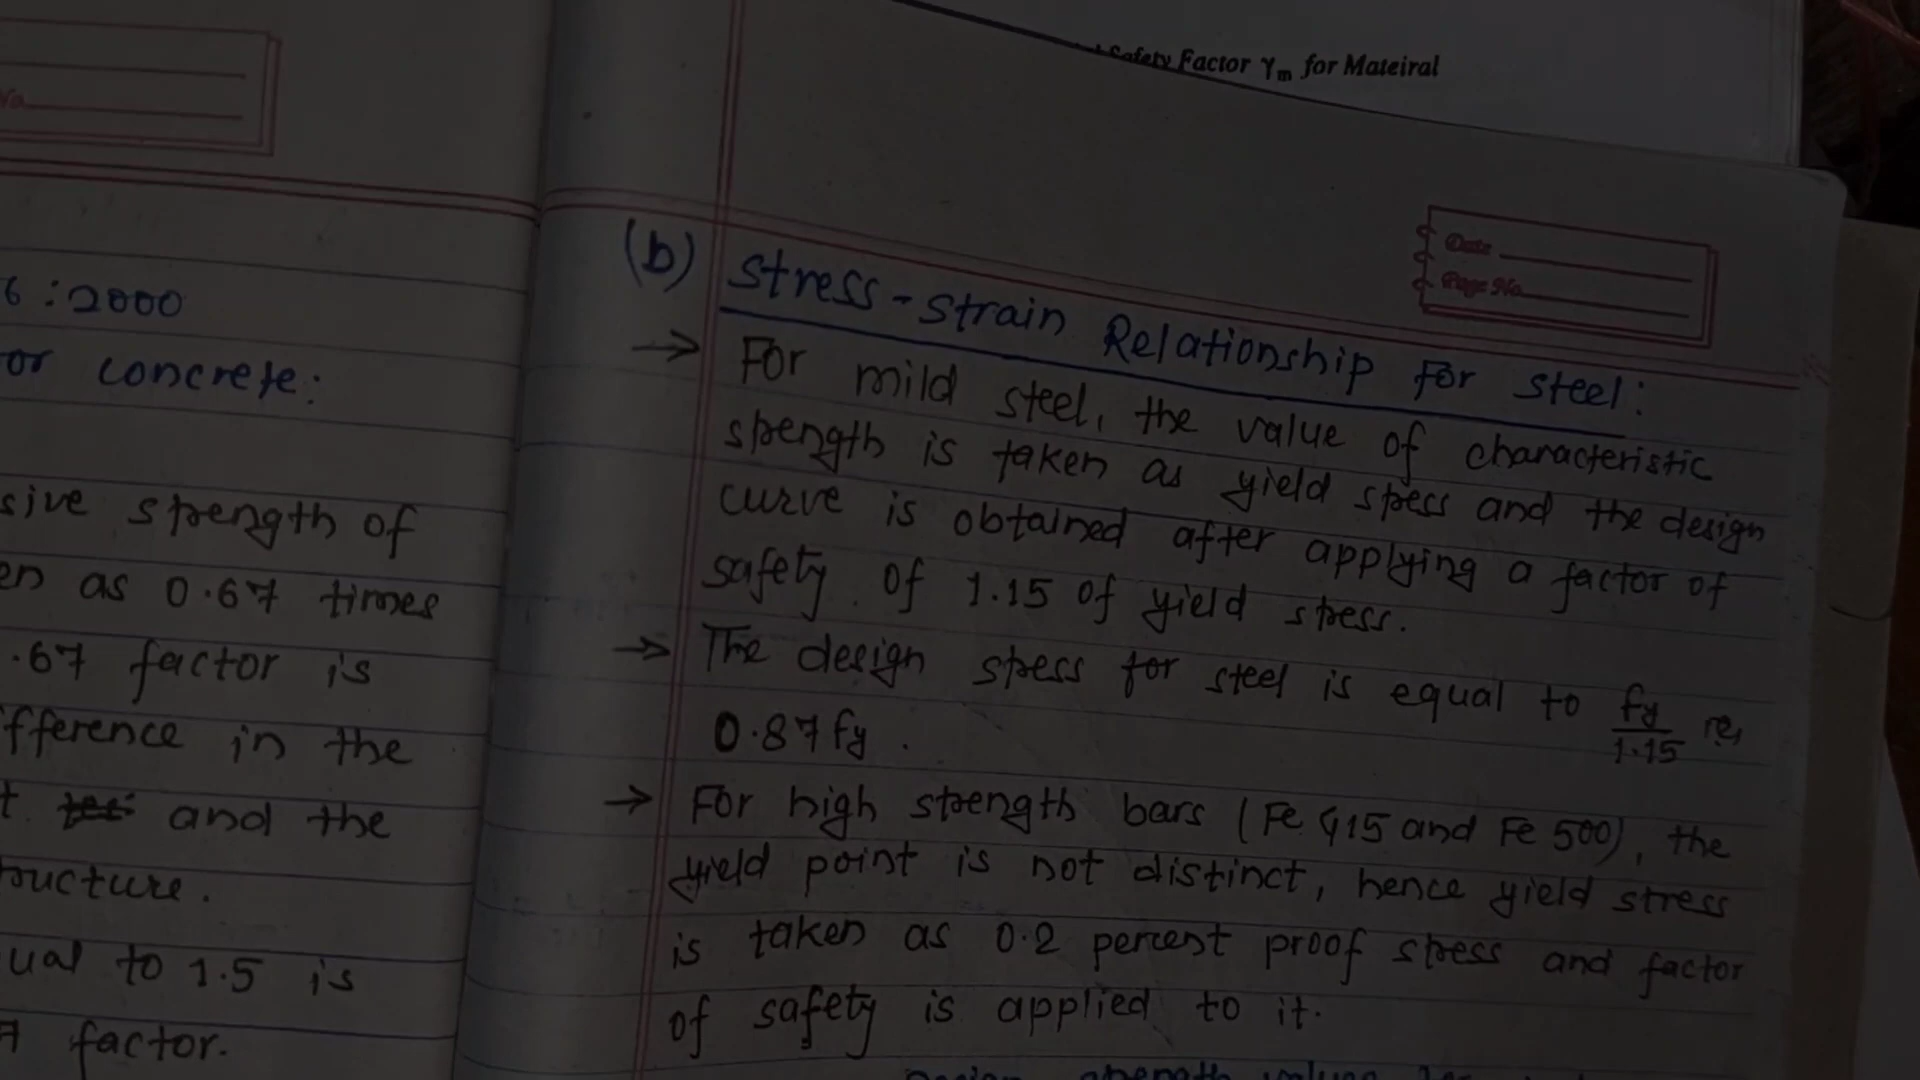 Safety Factor γm for Mateiral
No.
6 : 2000
or concrete:
sive strength of
en as 0.67 times
.67 factor is
fference in the
t and the
ructure.
ual to 1.5 is
factor.
Date
Page No.
(b) Stress-Strain Relationship for steel:
→ For mild steel, the value of characteristic
strength is taken as yield stress and the design
curve is obtained after applying a factor of
safety of 1.15 of yield stress.
→ The design stress for steel is equal to fy/1.15 ie,
0.87fy.
→ For high strength bars (Fe 415 and Fe 500), the
yield point is not distinct, hence yield stress
is taken as 0.2 percent proof stress and factor
of safety is applied to it.